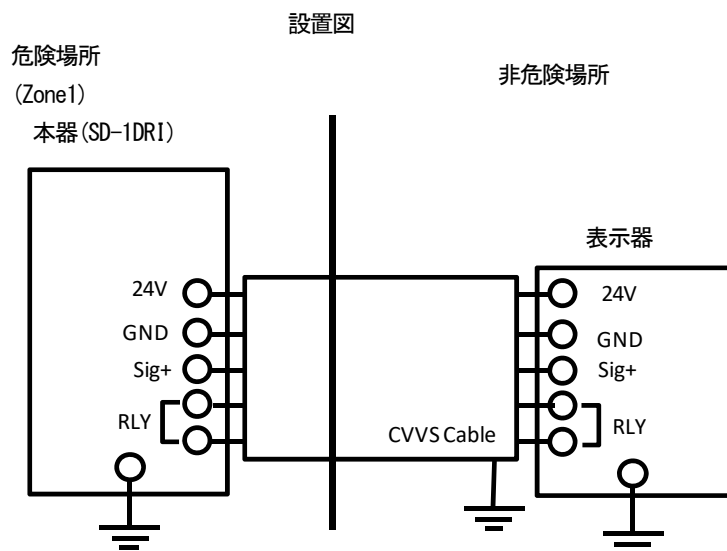 設置図
危険場所
(Zone1)
本器(SD-1DRI)
非危険場所
表示器
24V
GND
Sig+
RLY
CVVS Cable
24V
GND
Sig+
RLY